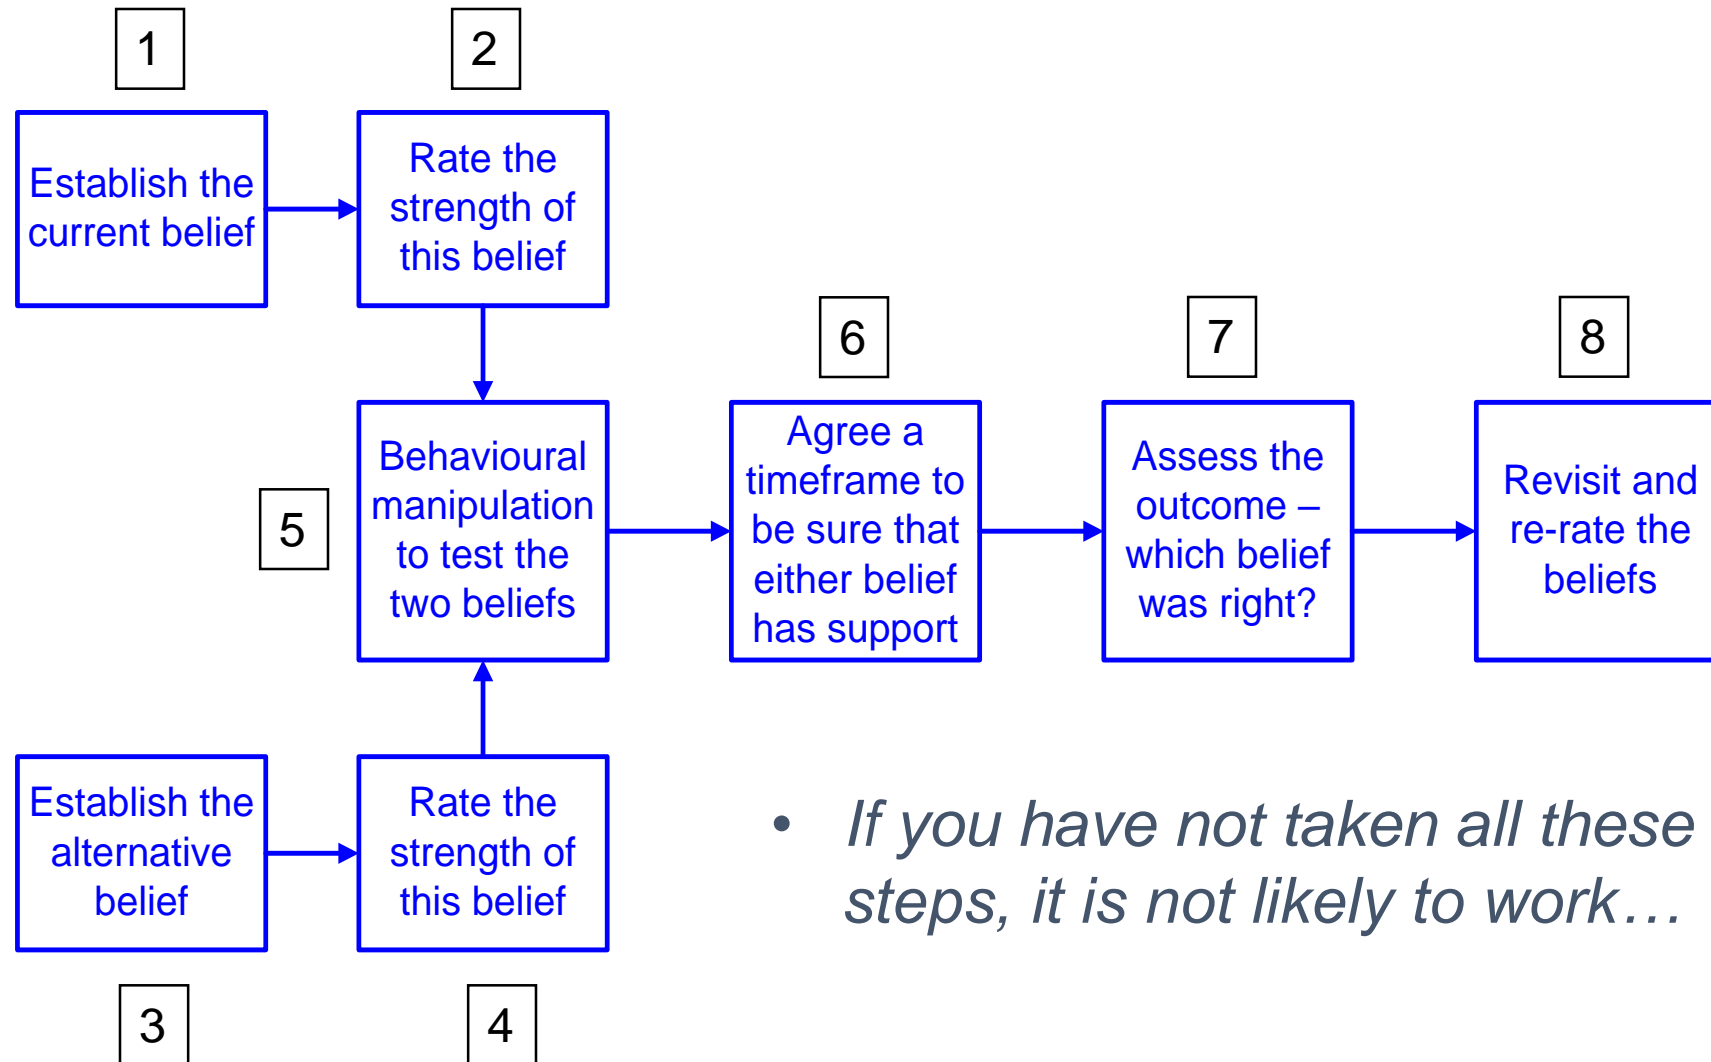 1
2
Establish the
current belief
Rate the
strength of
this belief
6
7
8
5
Behavioural
manipulation
to test the
two beliefs
Agree a
timeframe to
be sure that
either belief
has support
Assess the
outcome –
which belief
was right?
Revisit and
re-rate the
beliefs
Establish the
alternative
belief
Rate the
strength of
this belief
• If you have not taken all these
steps, it is not likely to work…
3
4